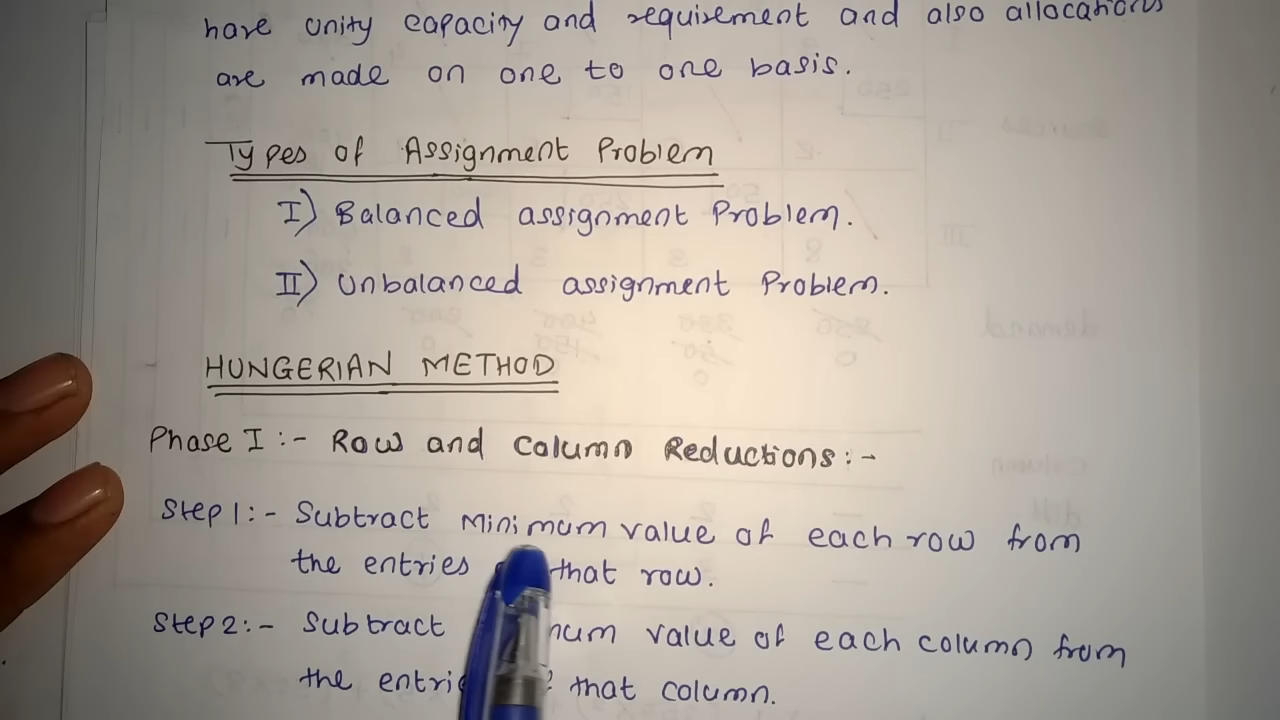 have unity capacity and requirement and also allocations
are made on one to one basis.
Types of Assignment Problem
I) Balanced assignment Problem.
II) Unbalanced assignment Problem.
HUNGERIAN METHOD
Phase I :- Row and Column Reductions :-
Step 1 :- Subtract Minimum value of each row from
the entries that row.
Step 2 :- Subtract value of each column from
the that column.